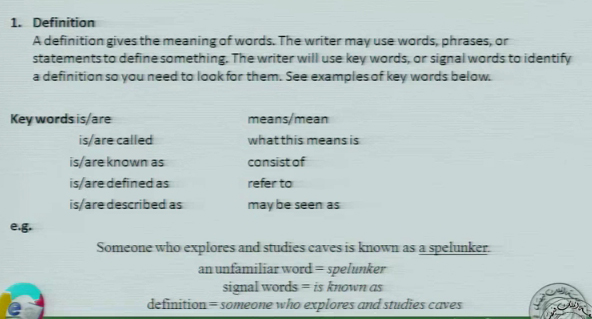 1. Definition
A definition gives the meaning of words. The writer may use words, phrases, or
statements to define something. The writer will use key words, or signal words to identify
a definition so you need to look for them. See examples of key words below.
Key words is/are means/mean
is/are called what this means is
is/are known as consist of
is/are defined as refer to
is/are described as may be seen as
e.g.
Someone who explores and studies caves is known as a spelunker.
an unfamiliar word = spelunker
signal words = is known as
definition = someone who explores and studies caves